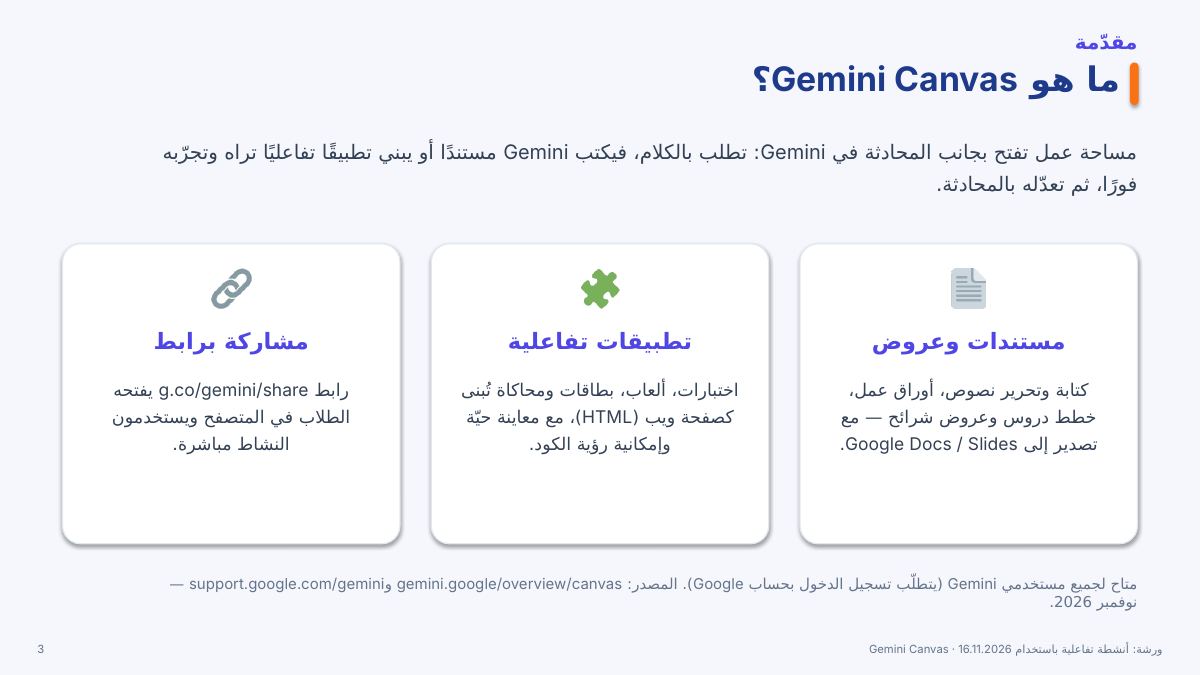 مقدّمة
ما هو Gemini Canvas؟
مساحة عمل تفتح بجانب المحادثة في Gemini: تطلب بالكلام، فيكتب Gemini مستندًا أو يبني تطبيقًا تفاعليًا تراه وتجرّبه
فورًا، ثم تعدّله بالمحادثة.
مستندات وعروض
كتابة وتحرير نصوص، أوراق عمل،
خطط دروس وعروض شرائح — مع
تصدير إلى Google Docs / Slides.
تطبيقات تفاعلية
اختبارات، ألعاب، بطاقات ومحاكاة تُبنى
كصفحة ويب (HTML)، مع معاينة حيّة
وإمكانية رؤية الكود.
مشاركة برابط
رابط g.co/gemini/share يفتحه
الطلاب في المتصفح ويستخدمون
النشاط مباشرة.
متاح لجميع مستخدمي Gemini (يتطلّب تسجيل الدخول بحساب Google). المصدر: gemini.google/overview/canvas وsupport.google.com/gemini —
نوفمبر 2026.
ورشة: أنشطة تفاعلية باستخدام Gemini Canvas · 16.11.2026
3